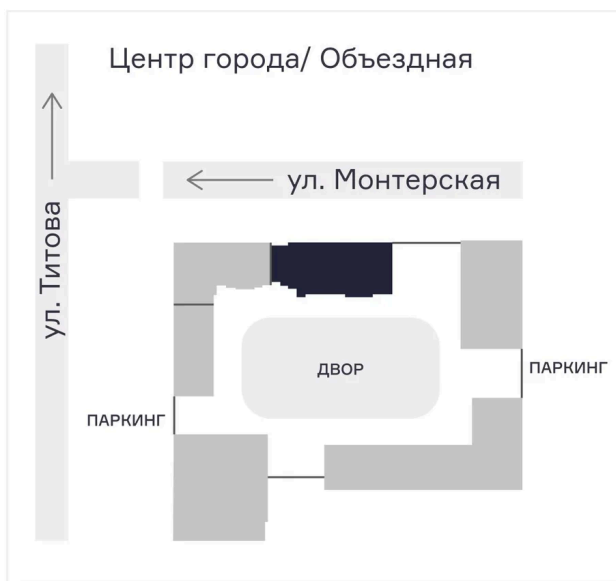 Центр города/ Объездная
ул. Монтерская
ул. Титова
ДВОР
ПАРКИНГ
ПАРКИНГ